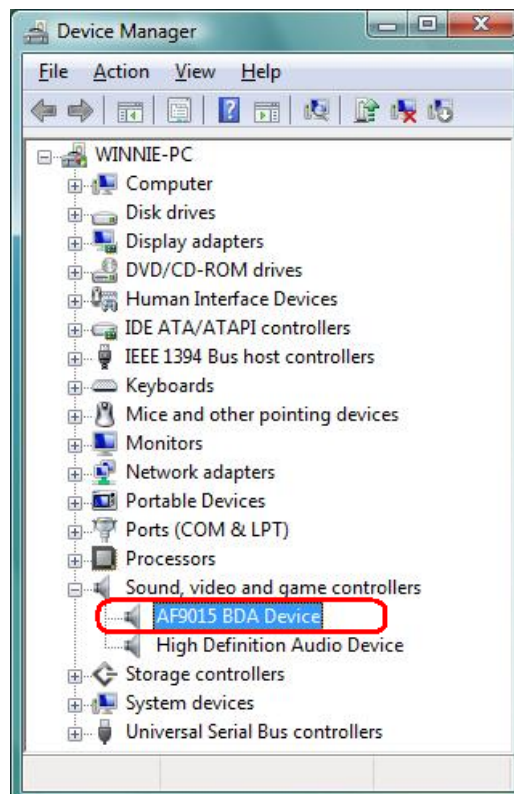 Device Manager
File Action View Help
WINNIE-PC
Computer
Disk drives
Display adapters
DVD/CD-ROM drives
Human Interface Devices
IDE ATA/ATAPI controllers
IEEE 1394 Bus host controllers
Keyboards
Mice and other pointing devices
Monitors
Network adapters
Portable Devices
Ports (COM & LPT)
Processors
Sound, video and game controllers
AF9015 BDA Device
High Definition Audio Device
Storage controllers
System devices
Universal Serial Bus controllers